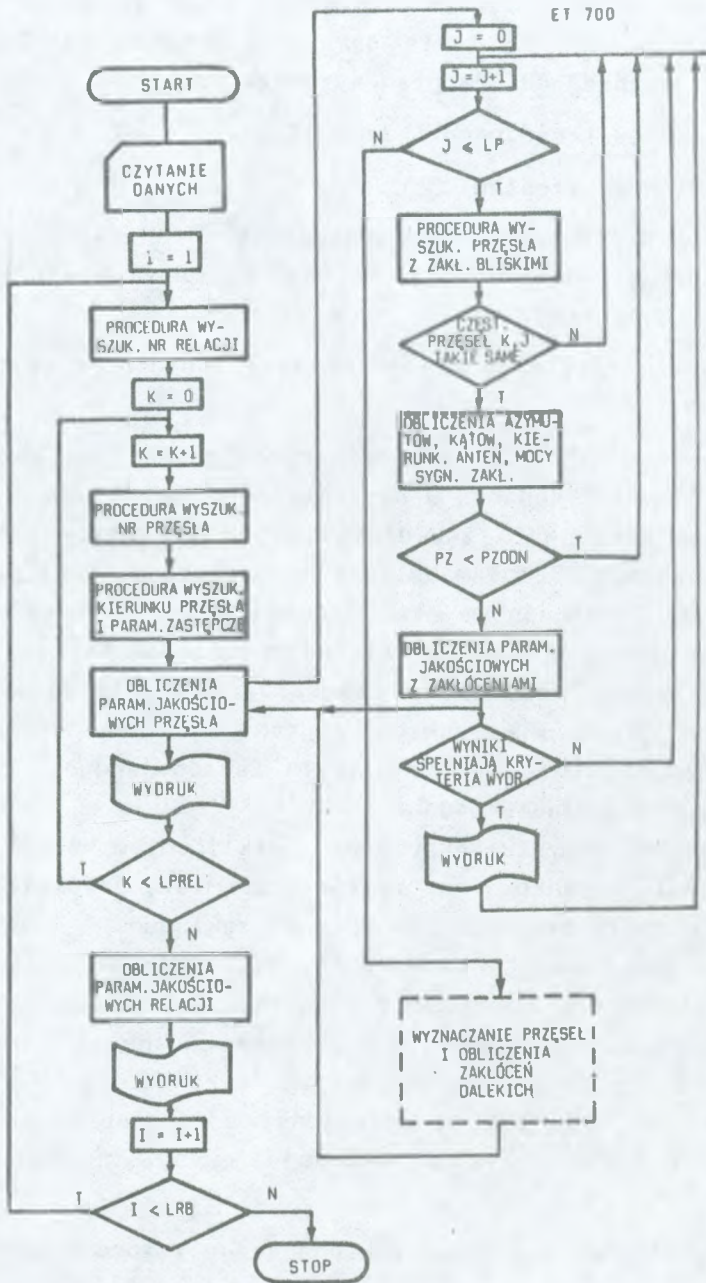 ET 700
START
CZYTANIE
DANYCH
i = 1
PROCEDURA WY-
SZUK. NR RELACJI
K = 0
K = K+1
PROCEDURA WYSZUK.
NR PRZĘSŁA
PROCEDURA WYSZUK.
KIERUNKU PRZĘSŁA
I PARAM. ZASTĘPCZE
OBLICZENIA
PARAM. JAKOŚCIO-
WYCH PRZĘSŁA
WYDRUK
T
K < LPREL
N
OBLICZENIA
PARAM. JAKOŚCIO-
WYCH RELACJI
WYDRUK
I = I+1
T
I < LRB
N
STOP
J = 0
J = J+1
N
J ⩽ LP
T
PROCEDURA WY-
SZUK. PRZĘSŁA
Z ZAKŁ. BLISKIMI
CZĘST.
PRZĘSEŁ K, J
TAKIE SAME
N
T
OBLICZENIA AZYMU-
TÓW, KĄTÓW, KIE-
RUNK. ANTEN, MOCY
SYGN. ZAKŁ.
PZ < PZODN
T
N
OBLICZENIA PARAM.
JAKOŚCIOWYCH
Z ZAKŁÓCENIAMI
WYNIKI
SPEŁNIAJĄ KRY-
TERIA WYDR.
N
T
WYDRUK
WYZNACZANIE PRZĘSEŁ
I OBLICZENIA
ZAKŁÓCEŃ
DALEKICH